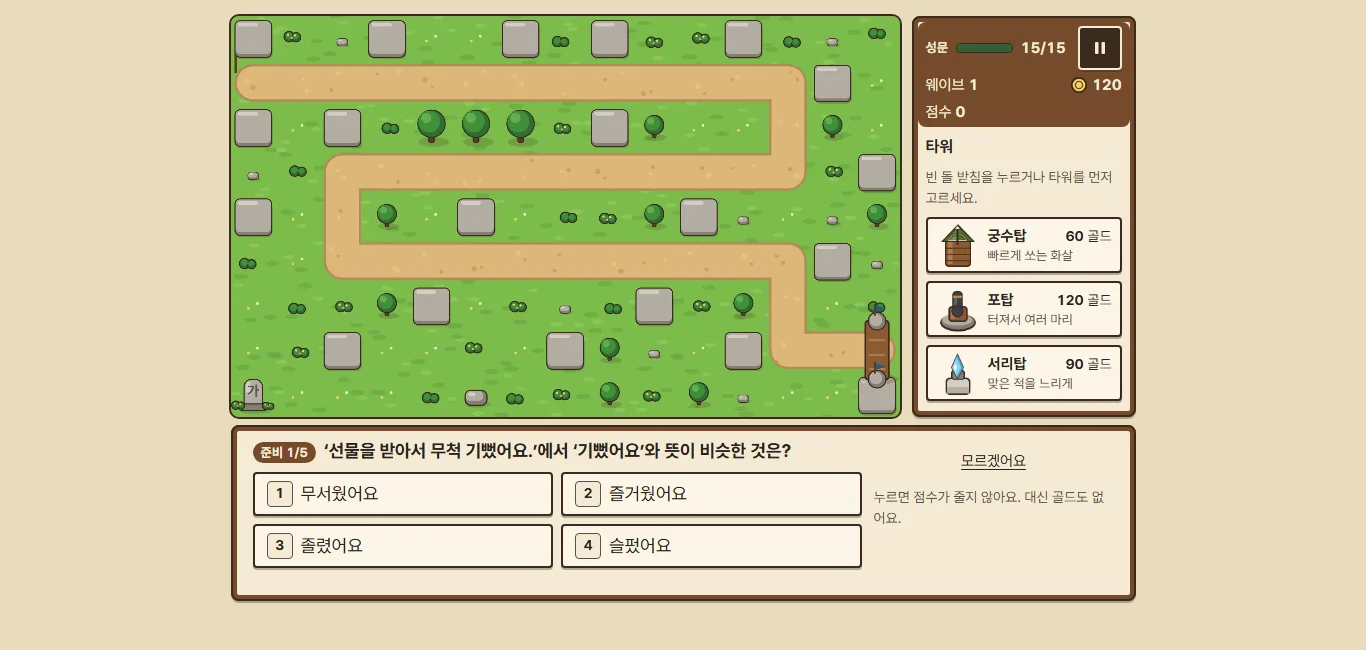 성문 15/15
웨이브 1 120
점수 0
타워
빈 돌 받침을 누르거나 타워를 먼저
고르세요.
궁수탑 60 골드
빠르게 쏘는 화살
포탑 120 골드
터져서 여러 마리
서리탑 90 골드
맞은 적을 느리게
가
준비 1/5 ‘선물을 받아서 무척 기뻤어요.’에서 ‘기뻤어요’와 뜻이 비슷한 것은?
1 무서웠어요
2 즐거웠어요
3 졸렸어요
4 슬펐어요
모르겠어요
누르면 점수가 줄지 않아요. 대신 골드도 없
어요.